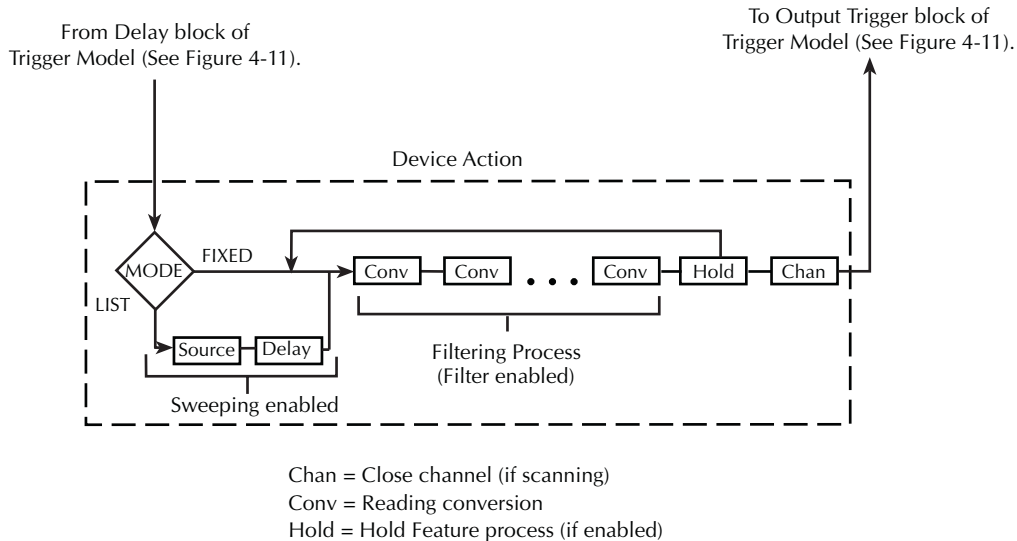 From Delay block of
Trigger Model (See Figure 4-11).
To Output Trigger block of
Trigger Model (See Figure 4-11).
Device Action
MODE
FIXED
LIST
Conv
Conv
• • •
Conv
Hold
Chan
Source
Delay
Sweeping enabled
Filtering Process
(Filter enabled)
Chan = Close channel (if scanning)
Conv = Reading conversion
Hold = Hold Feature process (if enabled)